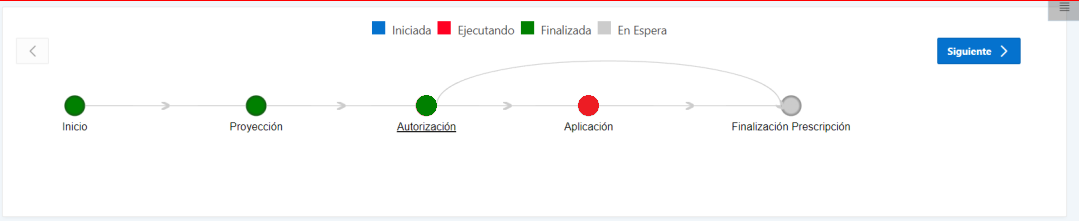 Iniciada Ejecutando Finalizada En Espera
Siguiente
Inicio Proyección Autorización Aplicación Finalización Prescripción